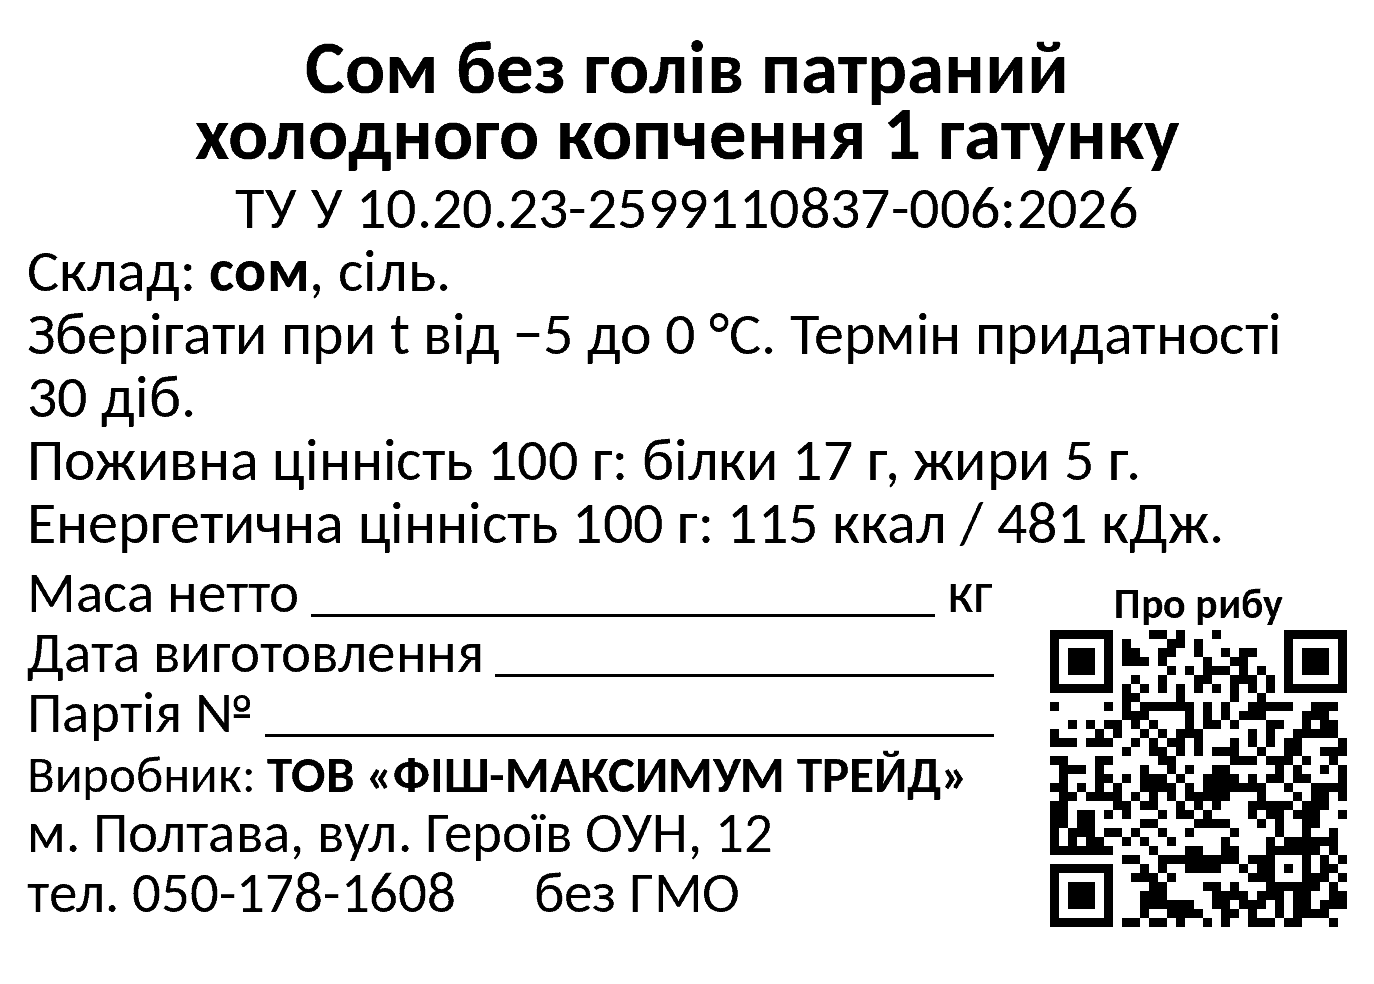 Сом без голів патраний
холодного копчення 1 гатунку
ТУ У 10.20.23-2599110837-006:2026
Склад: сом, сіль.
Зберігати при t від −5 до 0 °С. Термін придатності
30 діб.
Поживна цінність 100 г: білки 17 г, жири 5 г.
Енергетична цінність 100 г: 115 ккал / 481 кДж.
Маса нетто ______________________ кг
Дата виготовлення __________________
Партія № __________________________
Про рибу
Виробник: ТОВ «ФІШ-МАКСИМУМ ТРЕЙД»
м. Полтава, вул. Героїв ОУН, 12
тел. 050-178-1608 без ГМО